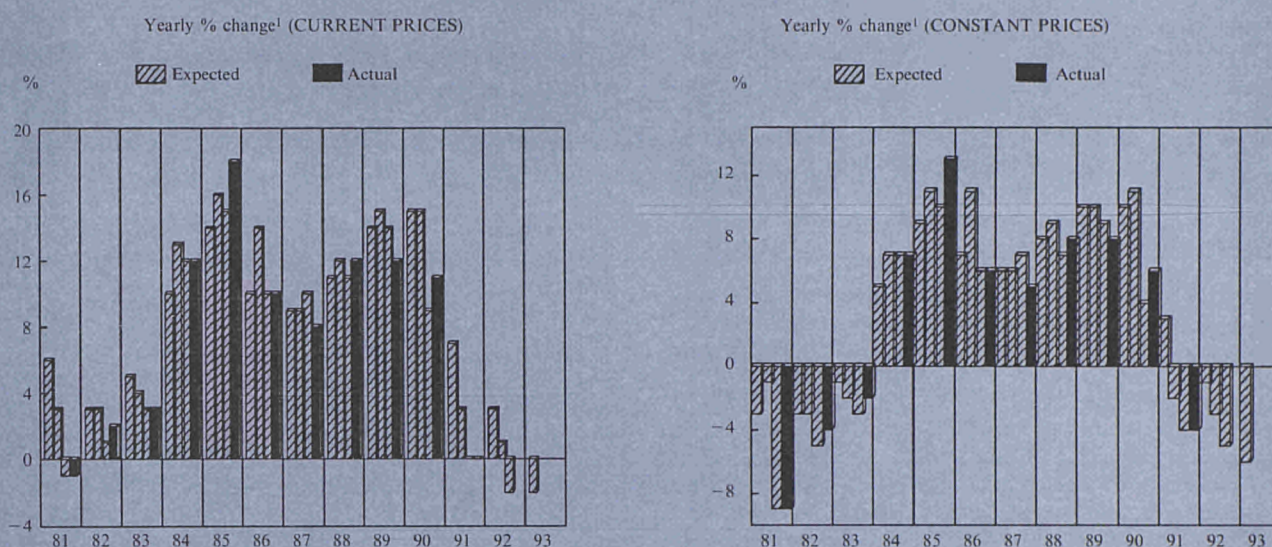 Yearly % change¹ (CURRENT PRICES)
Expected Actual
%
20
16
12
8
4
0
−4
81 82 83 84 85 86 87 88 89 90 91 92 93
Yearly % change¹ (CONSTANT PRICES)
Expected Actual
%
12
8
4
0
−4
−8
81 82 83 84 85 86 87 88 89 90 91 92 93